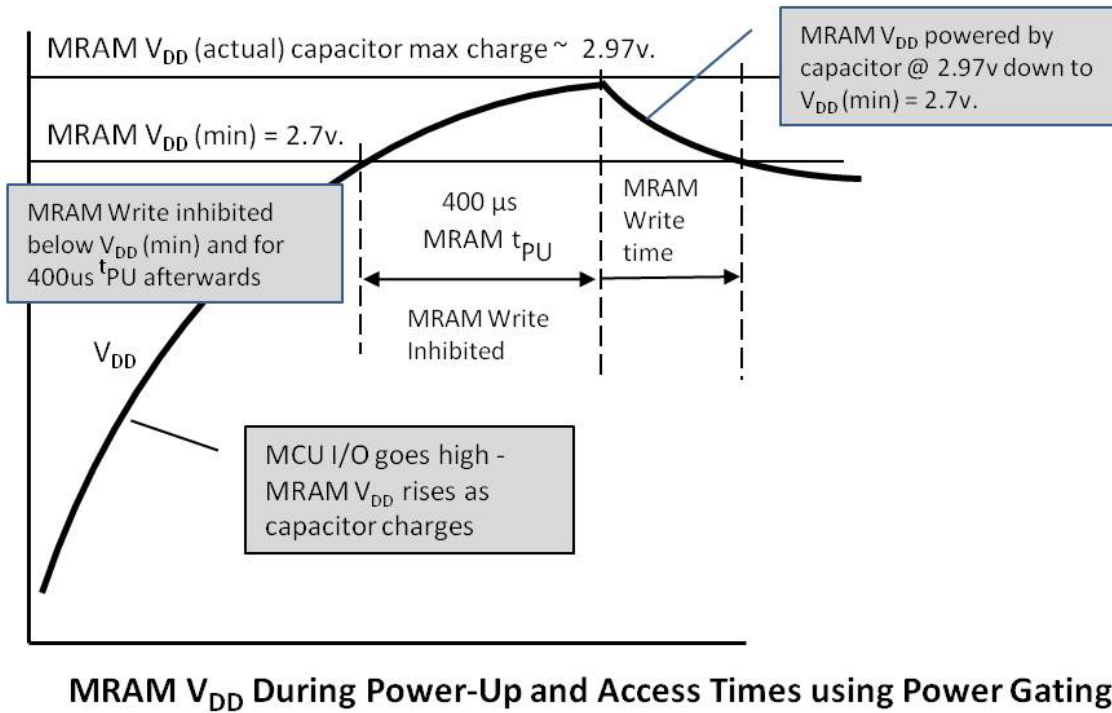 MRAM VDD (actual) capacitor max charge ~ 2.97v.
MRAM VDD powered by
capacitor @ 2.97v down to
VDD (min) = 2.7v.
MRAM VDD (min) = 2.7v.
MRAM Write inhibited
below VDD (min) and for
400us tPU afterwards
400 µs
MRAM tPU
MRAM
Write
time
MRAM Write
Inhibited
VDD
MCU I/O goes high -
MRAM VDD rises as
capacitor charges
MRAM VDD During Power-Up and Access Times using Power Gating